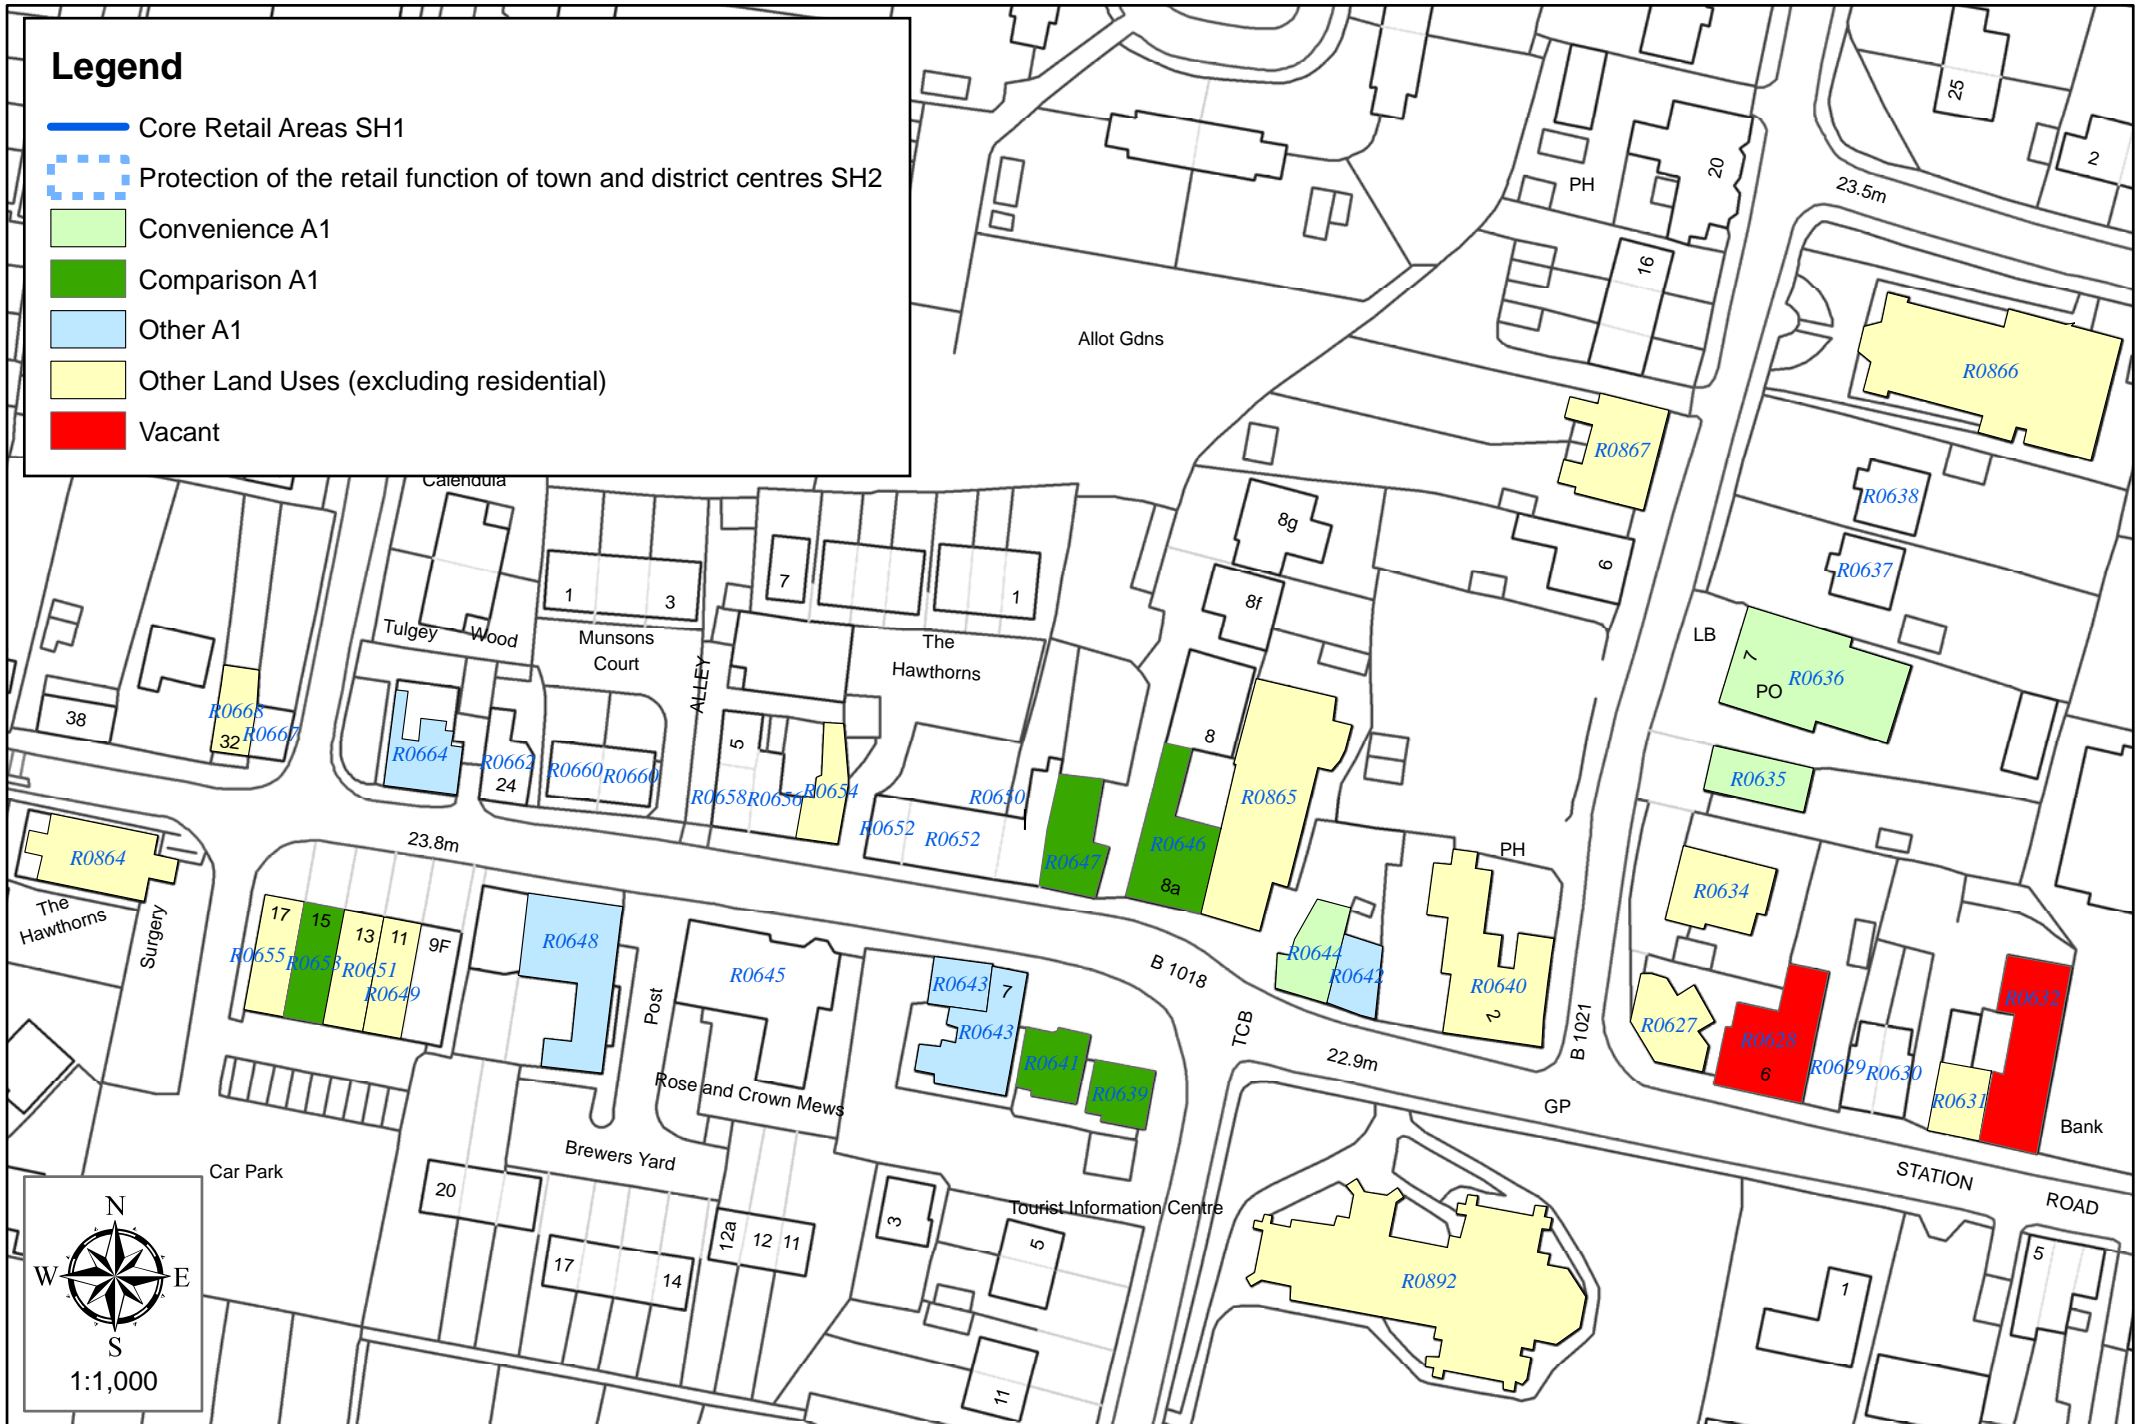 Legend
Core Retail Areas SH1
Protection of the retail function of town and district centres SH2
Convenience A1
Comparison A1
Other A1
Other Land Uses (excluding residential)
Vacant
25
2
20
PH
23.5m
16
Allot Gdns
R0866
R0867
R0638
Calendula
8g
R0637
6
7
1
3
1
8f
Tulgey
Wood
Munsons
Court
The
Hawthorns
LB
7
PO
R0636
ALLEY
38
R0668
32
R0667
R0664
R0662
24
R0660
R0660
5
R0658
R0656
R0654
R0650
8
R0865
R0635
R0652
R0652
R0647
R0646
8a
23.8m
R0864
PH
R0634
The
Hawthorns
Surgery
17
15
13
11
9F
R0655
R0653
R0651
R0649
R0648
R0645
R0643
7
R0643
B 1018
R0644
R0642
R0640
2
Post
TCB
B 1021
R0627
R0628
6
R0629
R0630
R0632
R0631
R0641
R0639
22.9m
GP
Bank
Rose and Crown Mews
Brewers Yard
Car Park
STATION
ROAD
20
Tourist Information Centre
12a
12
11
3
5
17
14
R0892
1
5
11
N
W
E
S
1:1,000